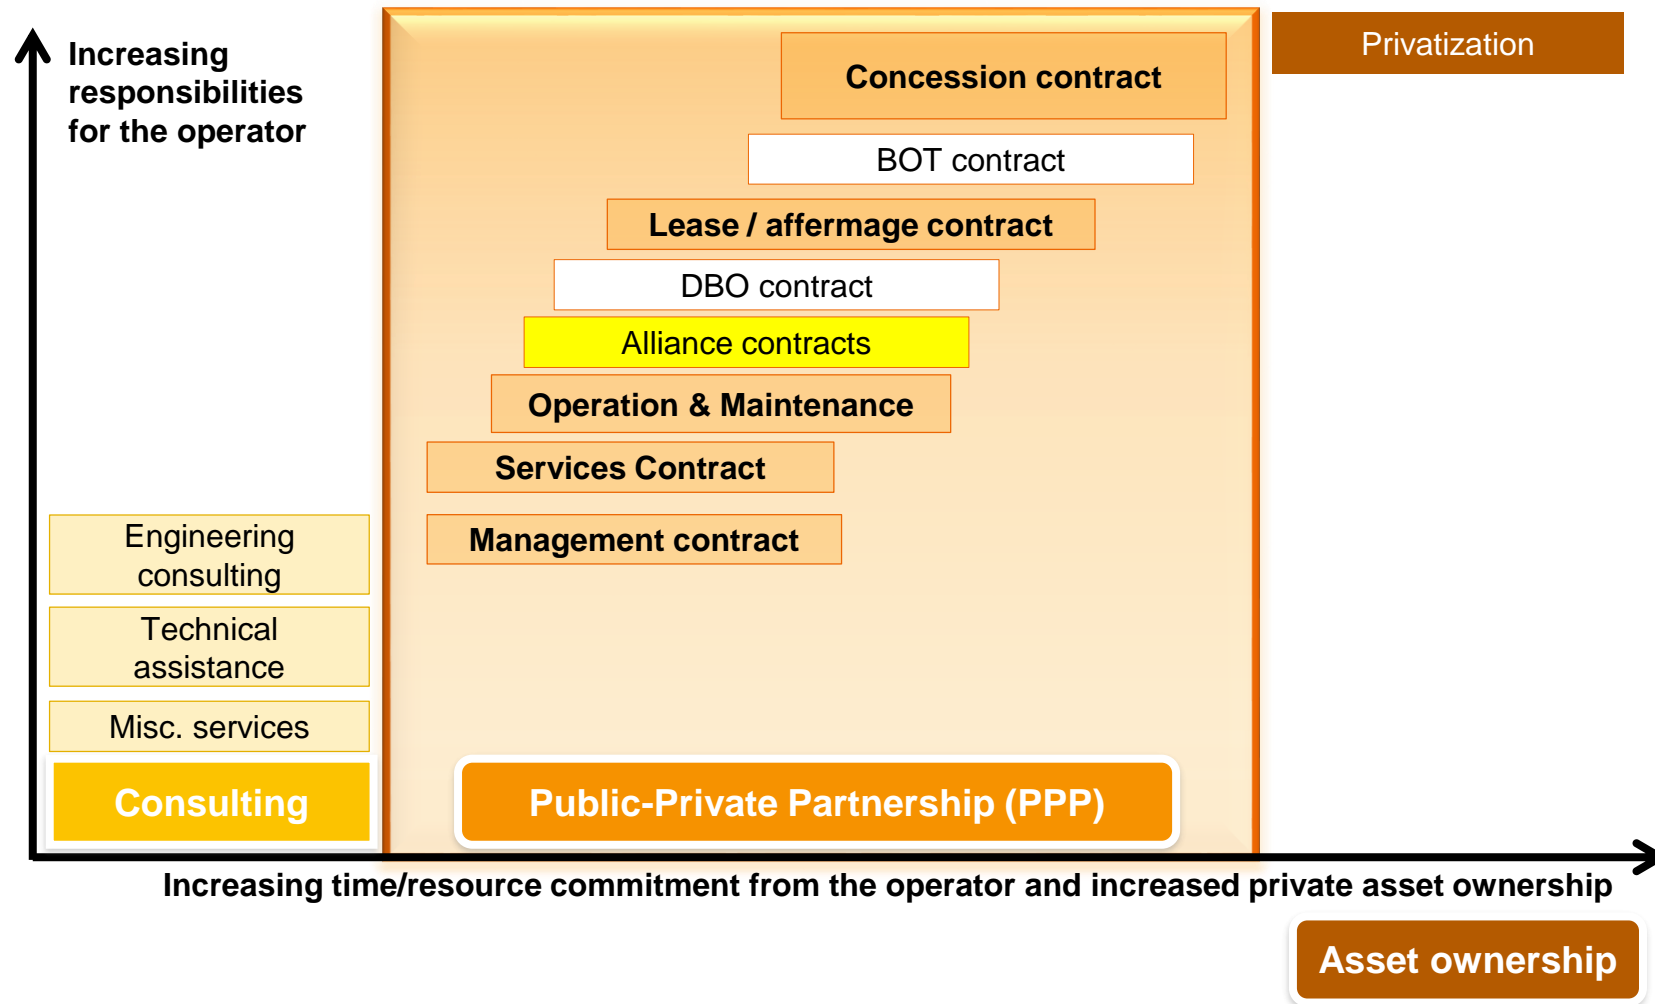 Increasing
responsibilities
for the operator
Privatization
Concession contract
BOT contract
Lease / affermage contract
DBO contract
Alliance contracts
Operation & Maintenance
Services Contract
Management contract
Engineering
consulting
Technical
assistance
Misc. services
Consulting
Public-Private Partnership (PPP)
Increasing time/resource commitment from the operator and increased private asset ownership
Asset ownership